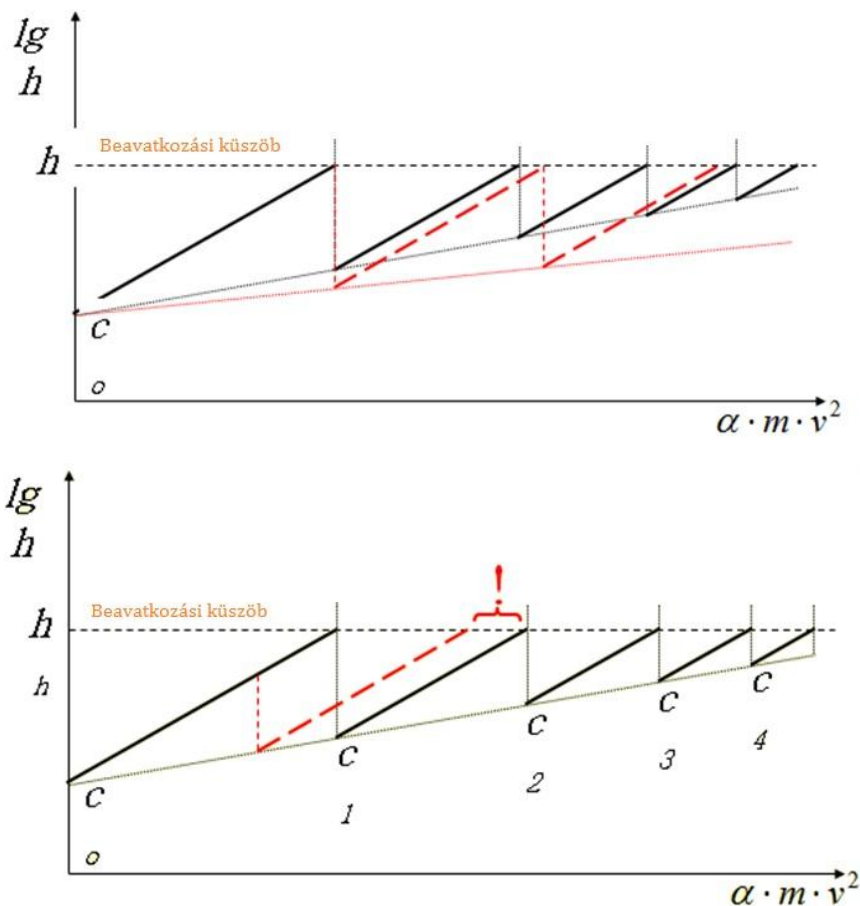 lg
h
Beavatkozási küszöb
h
c
o
α · m · v²
lg
h
!
Beavatkozási küszöb
h
h
c
c
c
c
c
1
2
3
4
o
α · m · v²